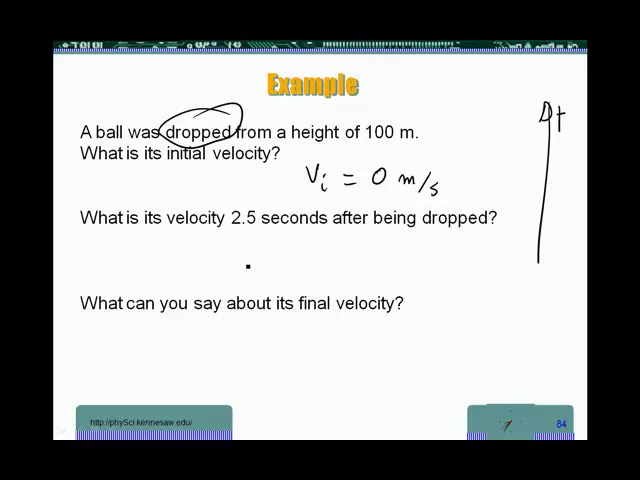 Example
A ball was dropped from a height of 100 m.
What is its initial velocity?
Vi = 0 m/s
What is its velocity 2.5 seconds after being dropped?
What can you say about its final velocity?
http://phySci.kennesaw.edu/
64